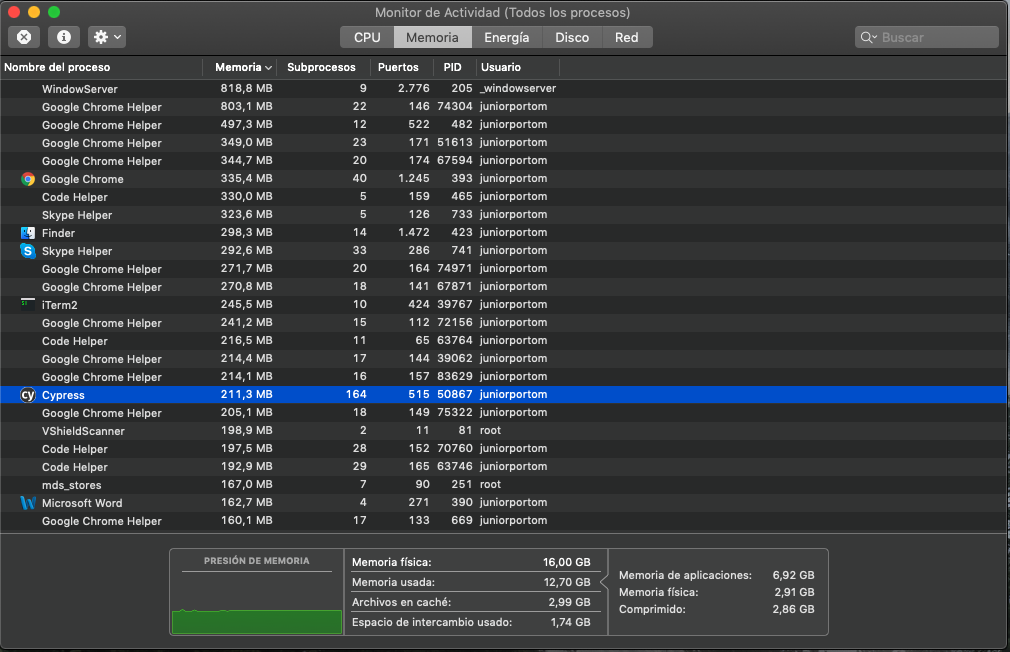 Monitor de Actividad (Todos los procesos)
CPU Memoria Energía Disco Red Buscar
Nombre del proceso Memoria Subprocesos Puertos PID Usuario
WindowServer 818,8 MB 9 2.776 205 _windowserver
Google Chrome Helper 803,1 MB 22 146 74304 juniorportom
Google Chrome Helper 497,3 MB 12 522 482 juniorportom
Google Chrome Helper 349,0 MB 23 171 51613 juniorportom
Google Chrome Helper 344,7 MB 20 174 67594 juniorportom
Google Chrome 335,4 MB 40 1.245 393 juniorportom
Code Helper 330,0 MB 5 159 465 juniorportom
Skype Helper 323,6 MB 5 126 733 juniorportom
Finder 298,3 MB 14 1.472 423 juniorportom
Skype Helper 292,6 MB 33 286 741 juniorportom
Google Chrome Helper 271,7 MB 20 164 74971 juniorportom
Google Chrome Helper 270,8 MB 18 141 67871 juniorportom
iTerm2 245,5 MB 10 424 39767 juniorportom
Google Chrome Helper 241,2 MB 15 112 72156 juniorportom
Code Helper 216,5 MB 11 65 63764 juniorportom
Google Chrome Helper 214,4 MB 17 144 39062 juniorportom
Google Chrome Helper 214,1 MB 16 157 83629 juniorportom
cy Cypress 211,3 MB 164 515 50867 juniorportom
Google Chrome Helper 205,1 MB 18 149 75322 juniorportom
VShieldScanner 198,9 MB 2 11 81 root
Code Helper 197,5 MB 28 152 70760 juniorportom
Code Helper 192,9 MB 29 165 63746 juniorportom
mds_stores 167,0 MB 7 90 251 root
Microsoft Word 162,7 MB 4 271 390 juniorportom
Google Chrome Helper 160,1 MB 17 133 669 juniorportom
PRESIÓN DE MEMORIA
Memoria física: 16,00 GB
Memoria usada: 12,70 GB
Archivos en caché: 2,99 GB
Espacio de intercambio usado: 1,74 GB
Memoria de aplicaciones: 6,92 GB
Memoria física: 2,91 GB
Comprimido: 2,86 GB